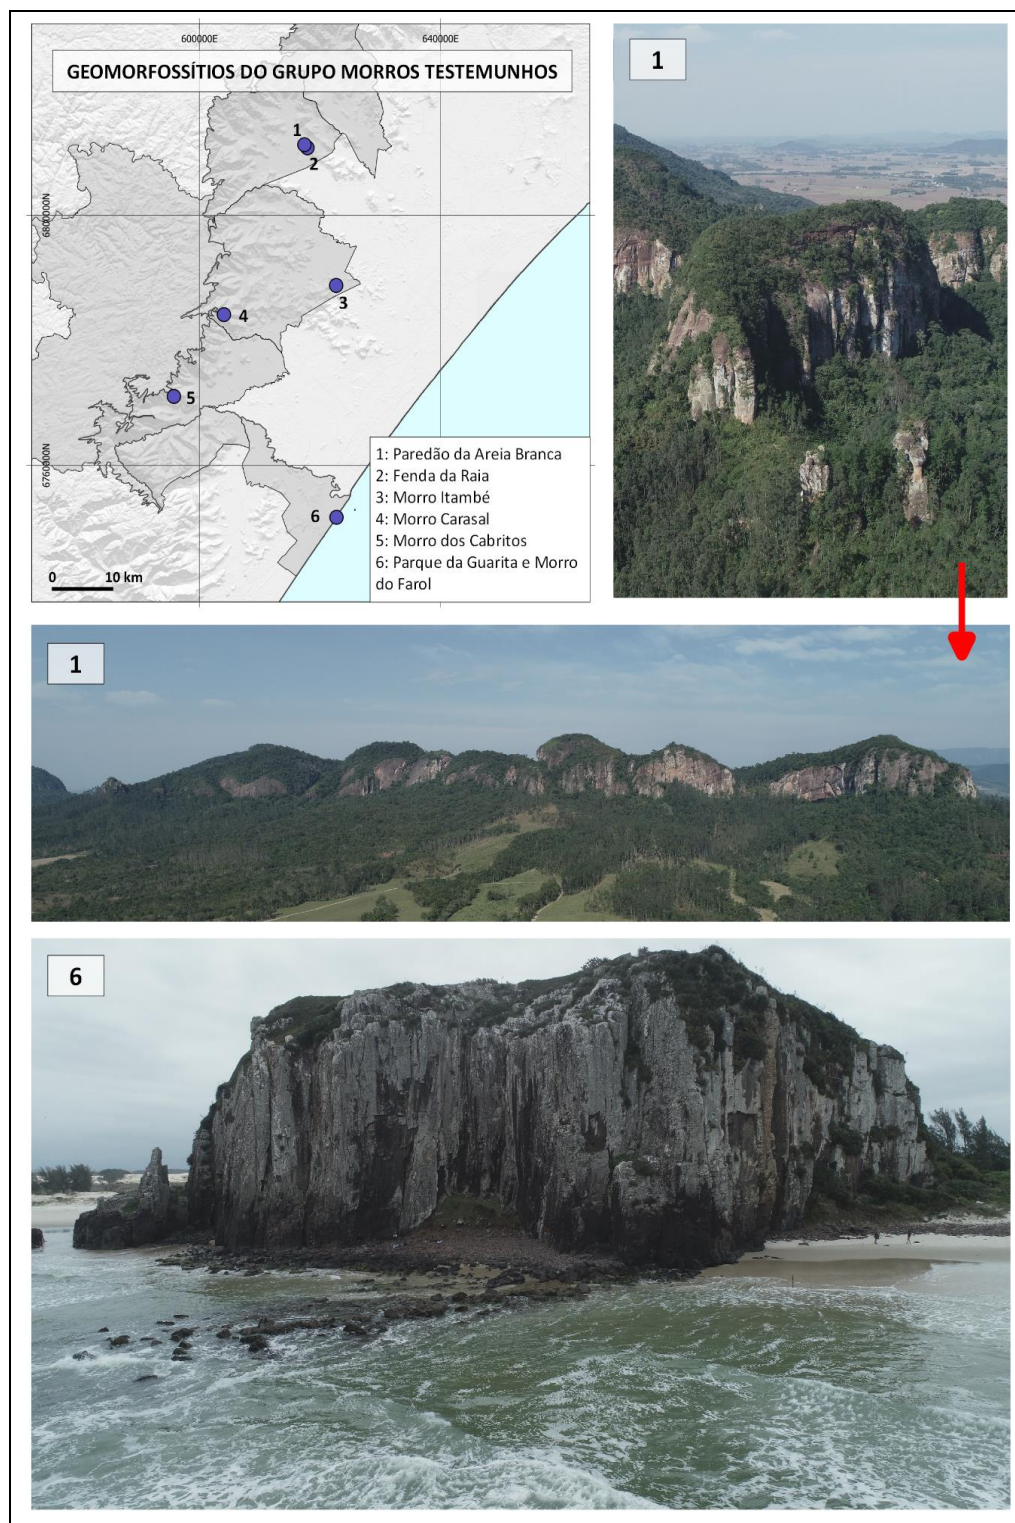 600000E
640000E
GEOMORFOSSÍTIOS DO GRUPO MORROS TESTEMUNHOS
1
2
6800000N
3
4
5
6760000N
6
0
10 km
1: Paredão da Areia Branca
2: Fenda da Raia
3: Morro Itambé
4: Morro Carasal
5: Morro dos Cabritos
6: Parque da Guarita e Morro
do Farol
1
1
6